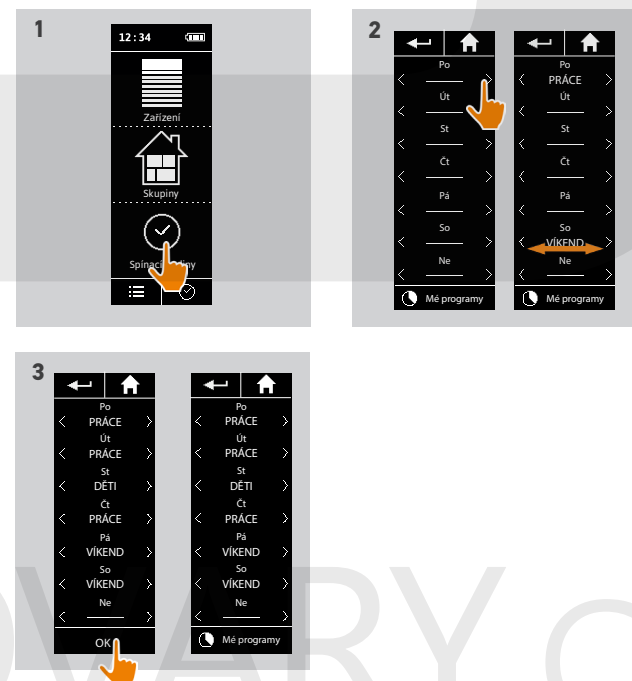 1
12:34
Zařízení
Skupiny
Spínací
iny
2
Po
Út
St
Čt
Pá
So
Ne
Mé programy
Po
PRÁCE
Út
St
Čt
Pá
So
VÍKEND
Ne
Mé programy
3
Po
PRÁCE
Út
PRÁCE
St
DĚTI
Čt
PRÁCE
Pá
VÍKEND
So
VÍKEND
Ne
OK
Po
PRÁCE
Út
PRÁCE
St
DĚTI
Čt
PRÁCE
Pá
VÍKEND
So
VÍKEND
Ne
Mé programy
OVARY